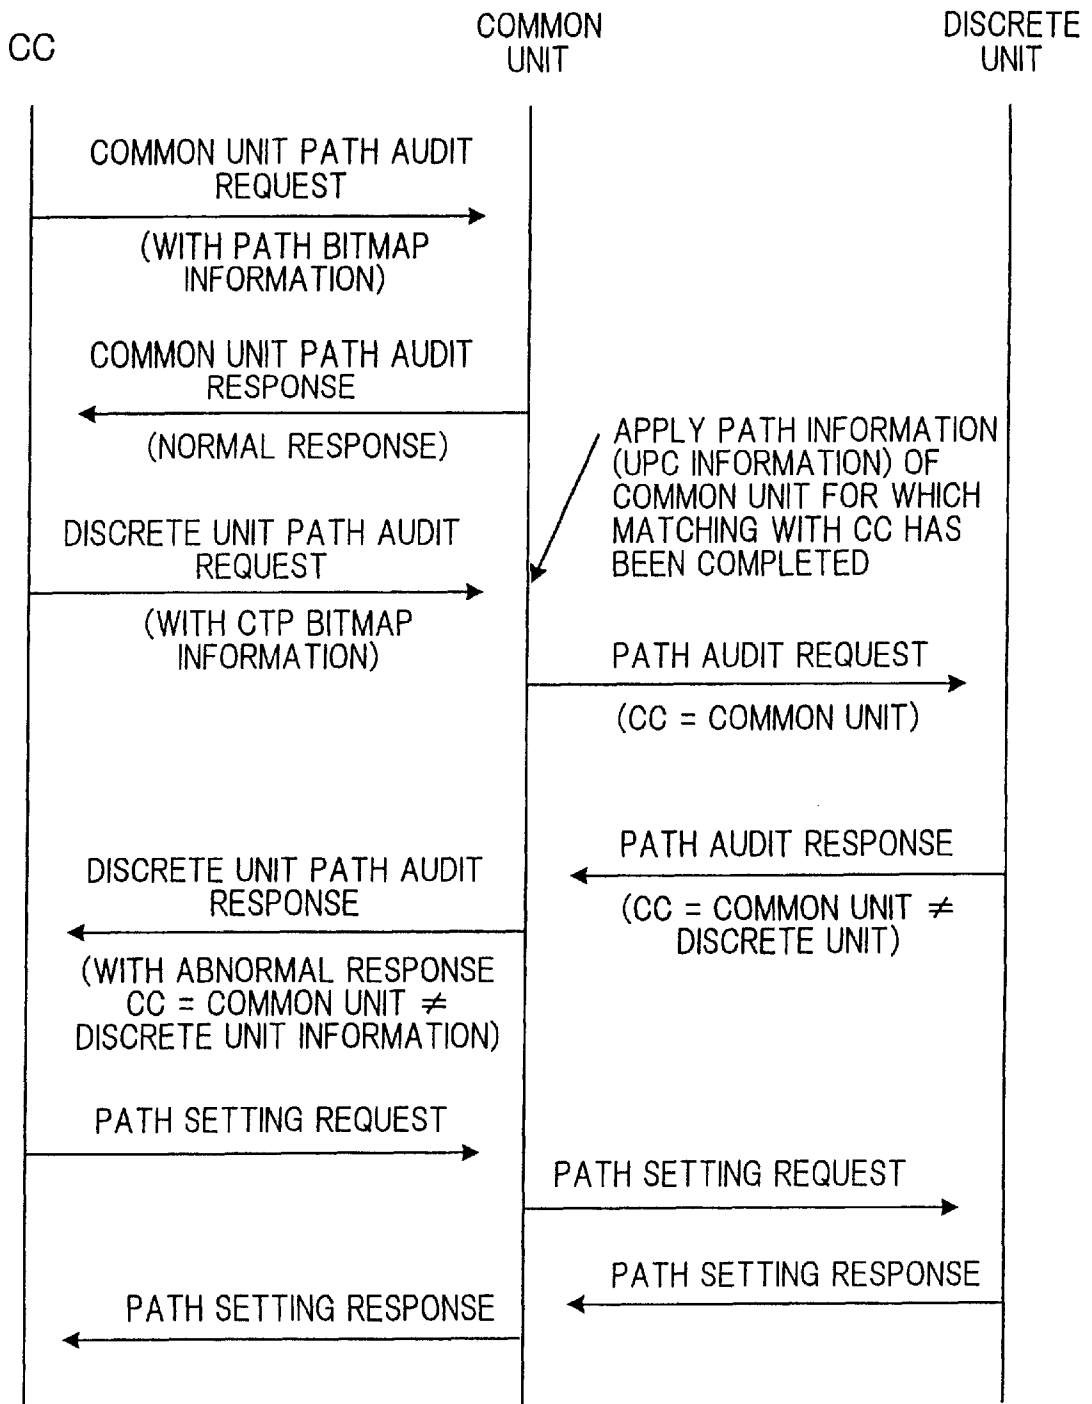 CC
COMMON
UNIT
DISCRETE
UNIT
COMMON UNIT PATH AUDIT
REQUEST
(WITH PATH BITMAP
INFORMATION)
COMMON UNIT PATH AUDIT
RESPONSE
(NORMAL RESPONSE)
APPLY PATH INFORMATION
(UPC INFORMATION) OF
COMMON UNIT FOR WHICH
MATCHING WITH CC HAS
BEEN COMPLETED
DISCRETE UNIT PATH AUDIT
REQUEST
(WITH CTP BITMAP
INFORMATION)
PATH AUDIT REQUEST
(CC = COMMON UNIT)
PATH AUDIT RESPONSE
(CC = COMMON UNIT ≠
DISCRETE UNIT)
DISCRETE UNIT PATH AUDIT
RESPONSE
(WITH ABNORMAL RESPONSE
CC = COMMON UNIT ≠
DISCRETE UNIT INFORMATION)
PATH SETTING REQUEST
PATH SETTING REQUEST
PATH SETTING RESPONSE
PATH SETTING RESPONSE